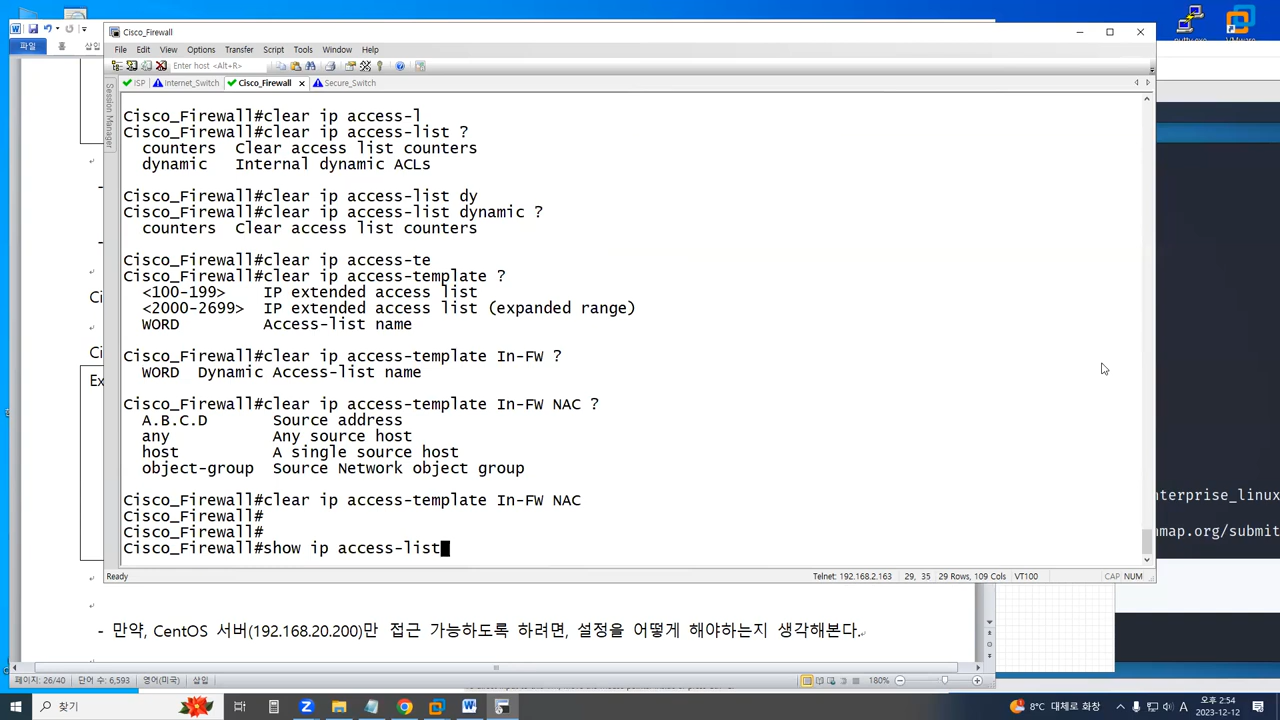 Cisco_Firewall
파일 홈 삽입
File Edit View Options Transfer Script Tools Window Help
Enter host <Alt+R>
ISP Internet_Switch Cisco_Firewall Secure_Switch
Session Manager
Cisco_Firewall#clear ip access-l
Cisco_Firewall#clear ip access-list ?
counters Clear access list counters
dynamic Internal dynamic ACLs
Cisco_Firewall#clear ip access-list dy
Cisco_Firewall#clear ip access-list dynamic ?
counters Clear access list counters
Cisco_Firewall#clear ip access-te
Cisco_Firewall#clear ip access-template ?
<100-199> IP extended access list
<2000-2699> IP extended access list (expanded range)
WORD Access-list name
Cisco_Firewall#clear ip access-template In-FW ?
WORD Dynamic Access-list name
Cisco_Firewall#clear ip access-template In-FW NAC ?
A.B.C.D Source address
any Any source host
host A single source host
object-group Source Network object group
Cisco_Firewall#clear ip access-template In-FW NAC
Cisco_Firewall#
Cisco_Firewall#
Cisco_Firewall#show ip access-list
Ready Telnet: 192.168.2.163 29, 35 29 Rows, 109 Cols VT100 CAP NUM
Ci
Ci
Ex
nterprise_linux
nmap.org/submit
- 만약, CentOS 서버(192.168.20.200)만 접근 가능하도록 하려면, 설정을 어떻게 해야하는지 생각해본다.
페이지: 26/40 단어 수: 6,593 영어(미국) 삽입 180%
찾기 8°C 대체로 화창 A 오후 2:54
2023-12-12